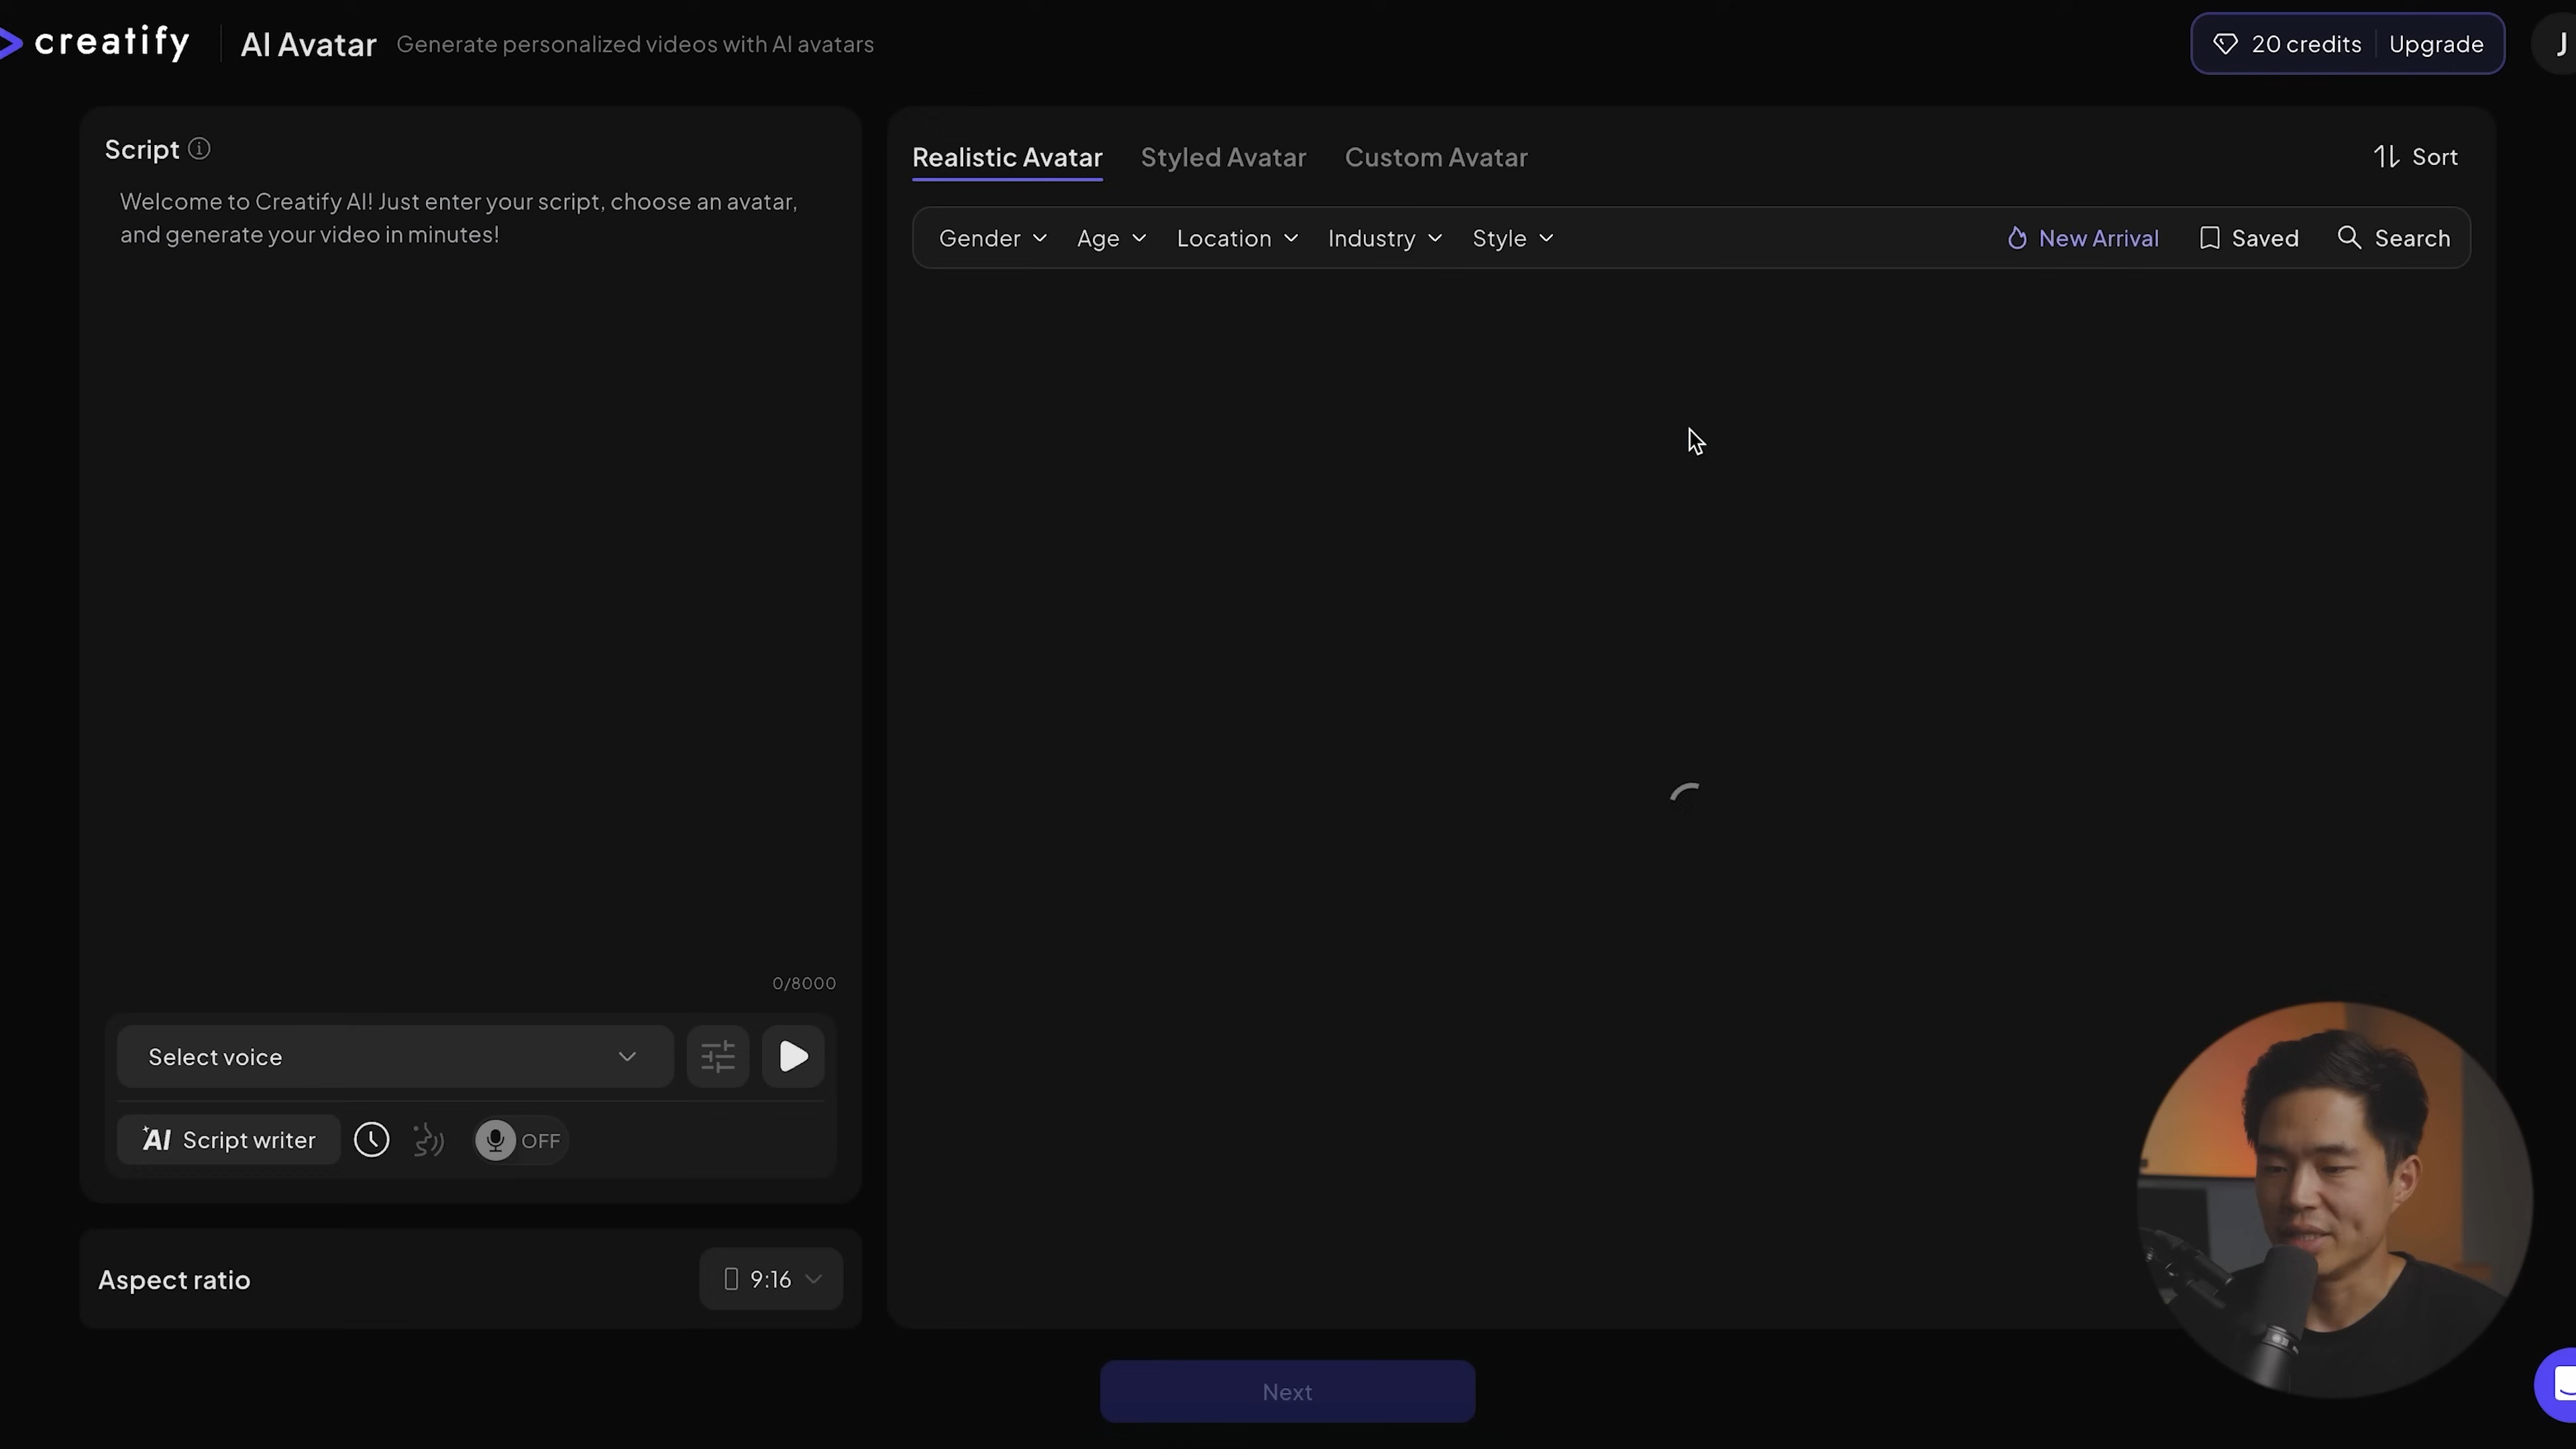 creatify
AI Avatar
Generate personalized videos with AI avatars
20 credits
Upgrade
J
Script
Welcome to Creatify AI! Just enter your script, choose an avatar,
and generate your video in minutes!
0/8000
Select voice
AI Script writer
OFF
Aspect ratio
9:16
Realistic Avatar
Styled Avatar
Custom Avatar
Sort
Gender
Age
Location
Industry
Style
New Arrival
Saved
Search
Next